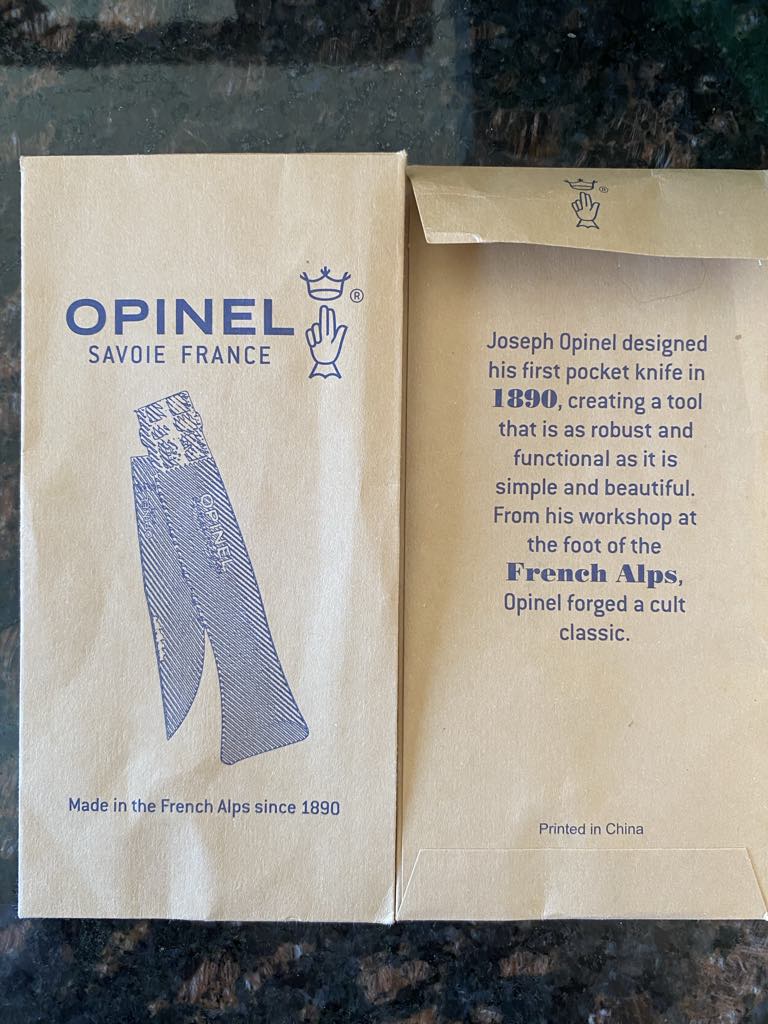 OPINEL
®
SAVOIE FRANCE
OPINEL
Made in the French Alps since 1890
®
Joseph Opinel designed
his first pocket knife in
1890, creating a tool
that is as robust and
functional as it is
simple and beautiful.
From his workshop at
the foot of the
French Alps,
Opinel forged a cult
classic.
Printed in China